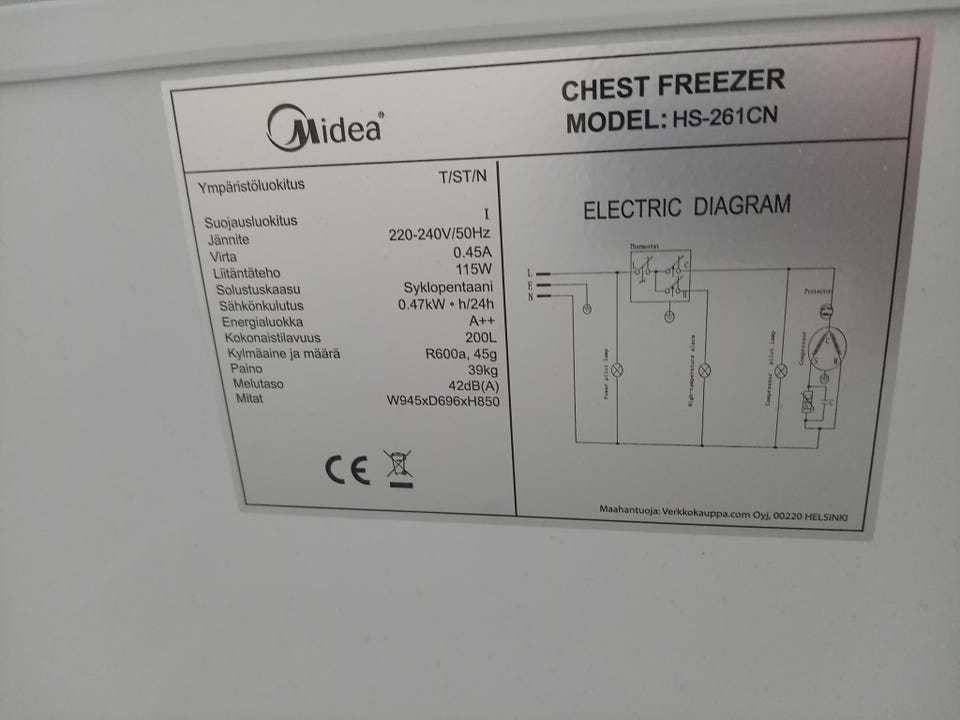 Midea®
CHEST FREEZER
MODEL: HS-261CN
Ympäristöluokitus T/ST/N
Suojausluokitus I
Jännite 220-240V/50Hz
Virta 0.45A
Liitäntäteho 115W
Solustuskaasu Syklopentaani
Sähkönkulutus 0.47kW • h/24h
Energialuokka A++
Kokonaistilavuus 200L
Kylmäaine ja määrä R600a, 45g
Paino 39kg
Melutaso 42dB(A)
Mitat W945xD696xH850
CE
ELECTRIC DIAGRAM
Thermostat
L
E
N
L
C
H
Power pilot lamp
High-temperature alarm
Compressor pilot lamp
Compressor
Protector
C
S
M
PTC
C
Maahantuoja: Verkkokauppa.com Oyj, 00220 HELSINKI